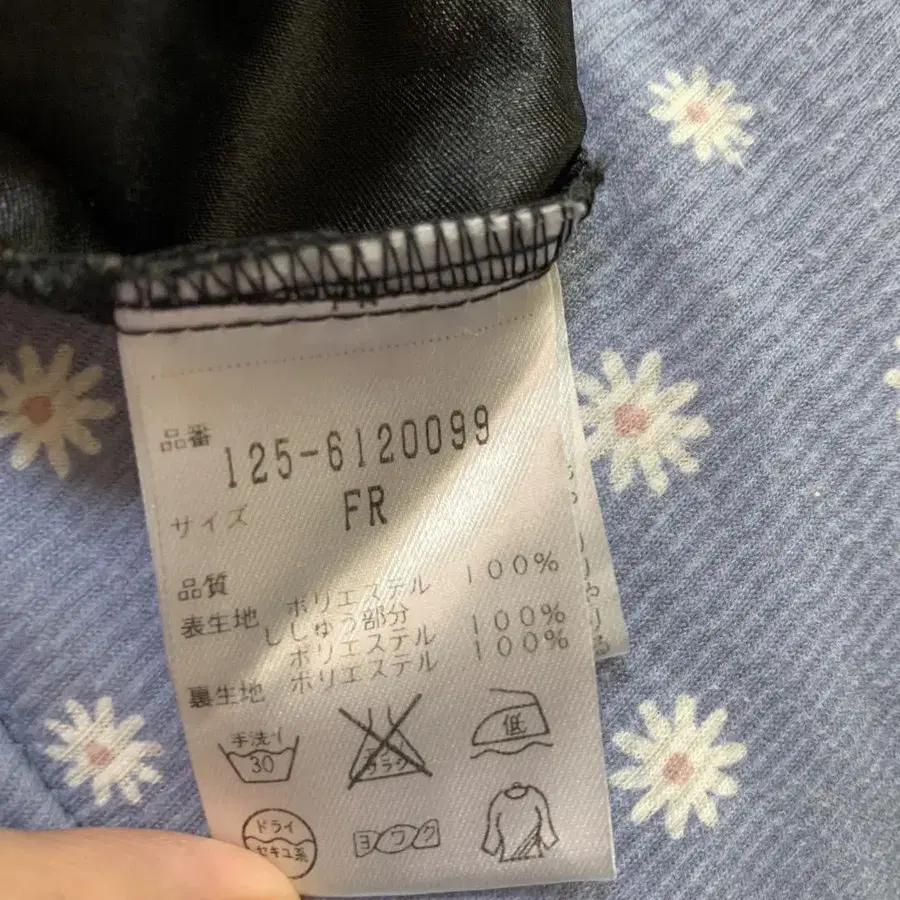 品番 125-6120099
サイズ FR
品質
表生地 ポリエステル 100%
ししゅう部分
ポリエステル 100%
裏生地 ポリエステル 100%
手洗イ
30
低
ドライ
セキユ系
ヨワク